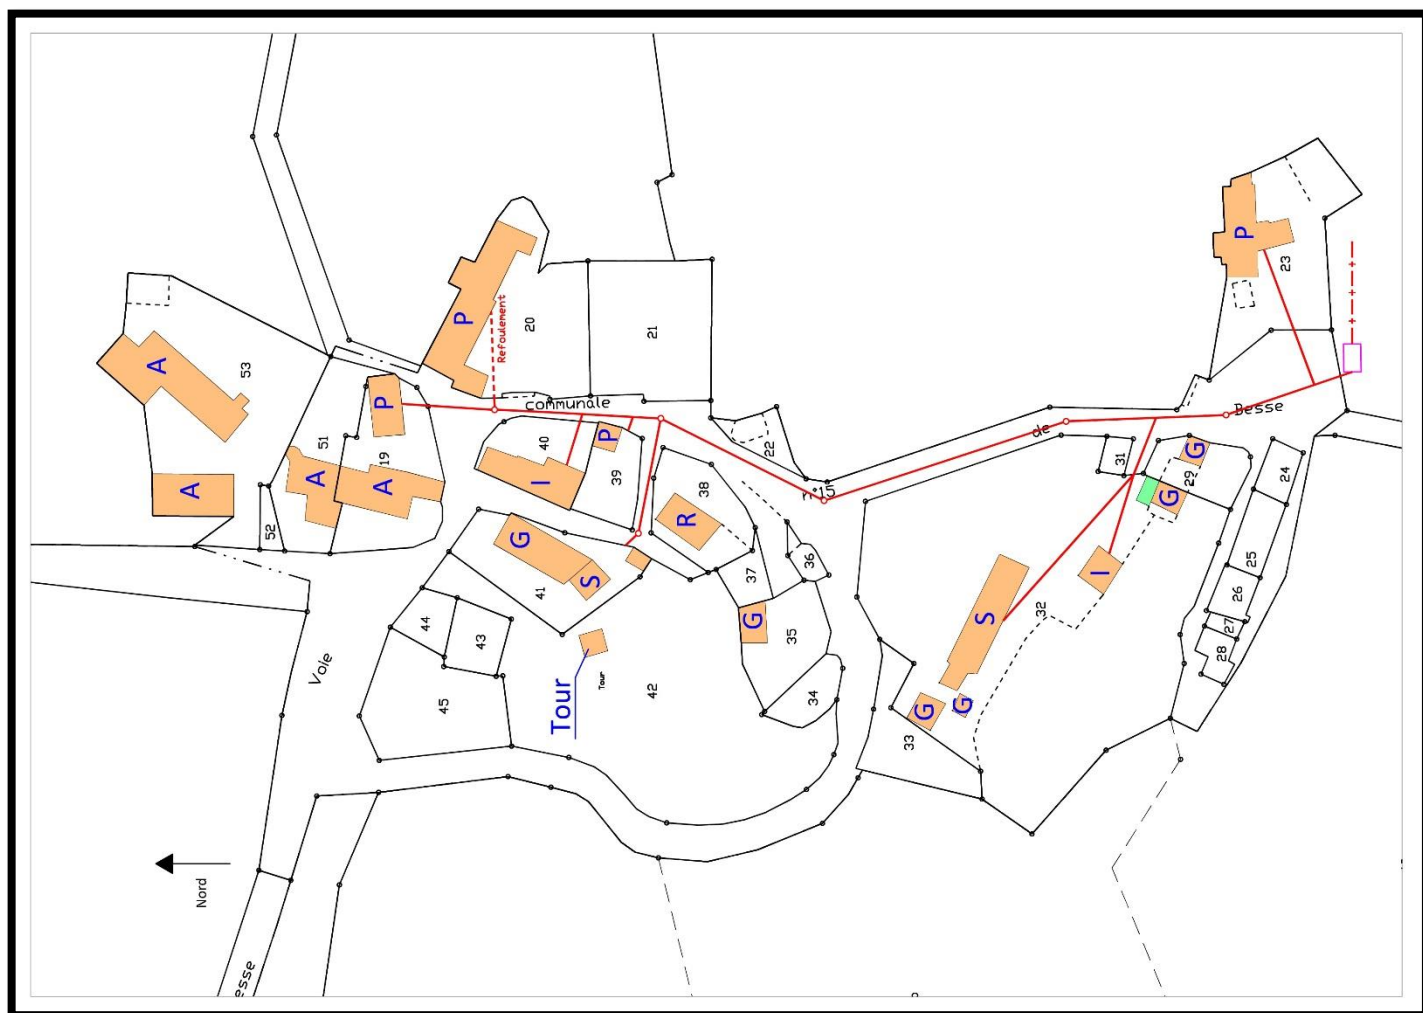 P
23
A
53
P
Refoulement
20
21
communale
Besse
de
n°15
P
51
19
A
A
A
52
40
I
P
39
22
31
G
29
G
24
38
R
G
S
41
37
36
25
26
27
28
I
32
S
G
35
44
43
45
Voie
Tour
Tour
42
34
G
G
33
Nord
esse